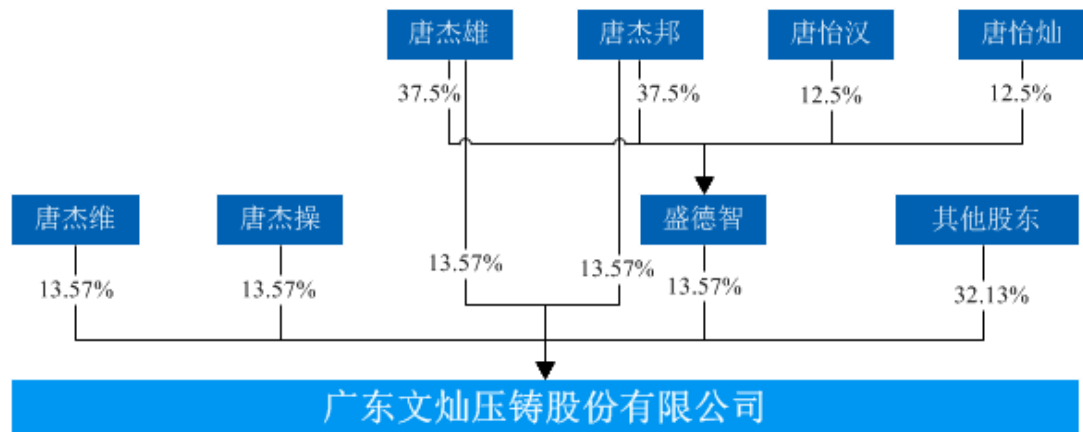 唐杰雄
唐杰邦
唐怡汉
唐怡灿
37.5%
37.5%
12.5%
12.5%
唐杰维
唐杰操
盛德智
其他股东
13.57%
13.57%
13.57%
13.57%
13.57%
32.13%
广东文灿压铸股份有限公司